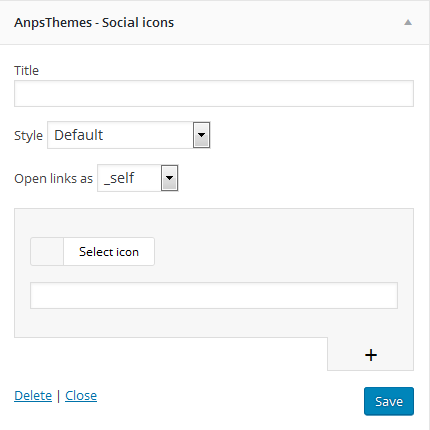 AnpsThemes - Social icons
Title
Style Default
Open links as _self
Select icon
+
Delete | Close Save